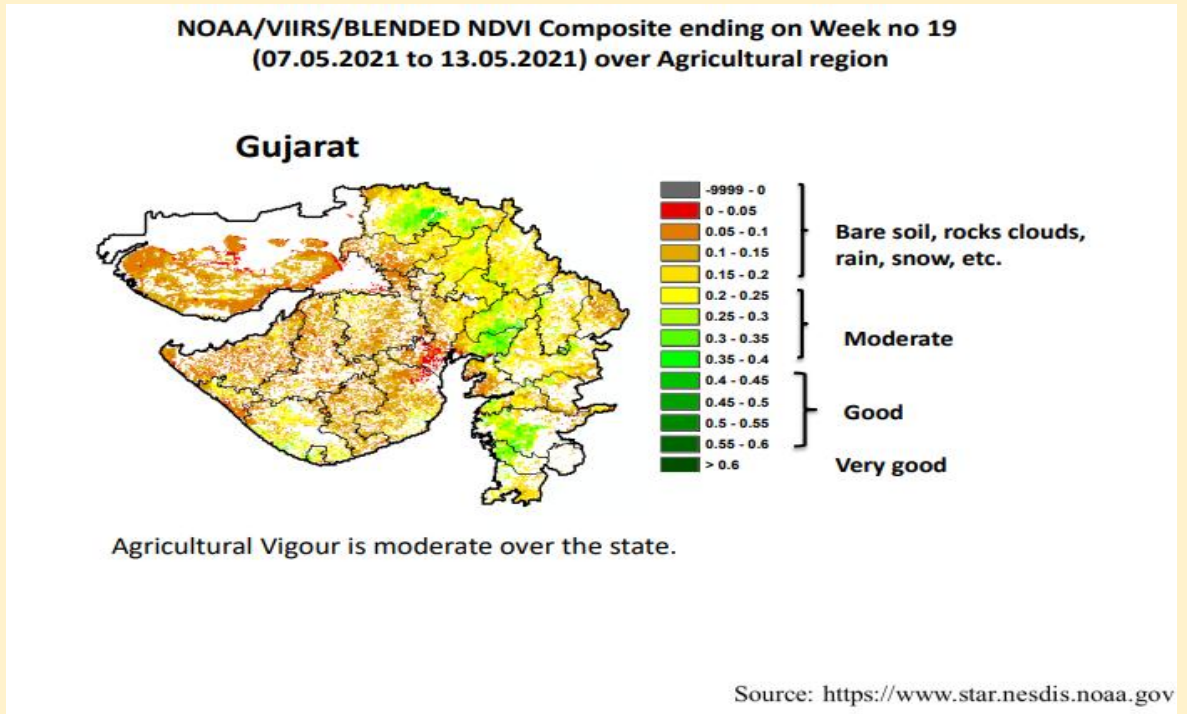 NOAA/VIIRS/BLENDED NDVI Composite ending on Week no 19
(07.05.2021 to 13.05.2021) over Agricultural region
Gujarat
-9999 - 0
0 - 0.05
0.05 - 0.1
0.1 - 0.15
0.15 - 0.2
0.2 - 0.25
0.25 - 0.3
0.3 - 0.35
0.35 - 0.4
0.4 - 0.45
0.45 - 0.5
0.5 - 0.55
0.55 - 0.6
> 0.6
Bare soil, rocks clouds,
rain, snow, etc.
Moderate
Good
Very good
Agricultural Vigour is moderate over the state.
Source: https://www.star.nesdis.noaa.gov